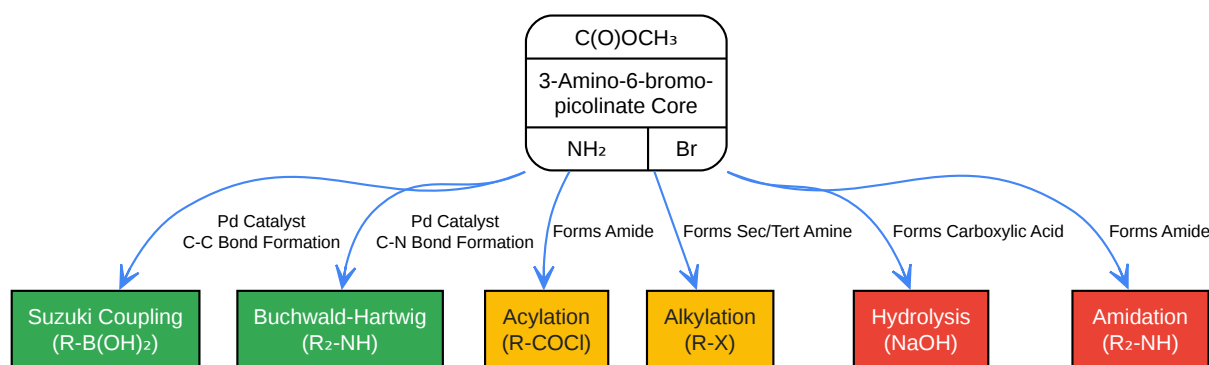 C(O)OCH₃
3-Amino-6-bromo-
picolinate Core
NH₂
Br
Pd Catalyst
C-C Bond Formation
Pd Catalyst
C-N Bond Formation
Forms Amide
Forms Sec/Tert Amine
Forms Carboxylic Acid
Forms Amide
Suzuki Coupling
(R-B(OH)₂)
Buchwald-Hartwig
(R₂-NH)
Acylation
(R-COCl)
Alkylation
(R-X)
Hydrolysis
(NaOH)
Amidation
(R₂-NH)